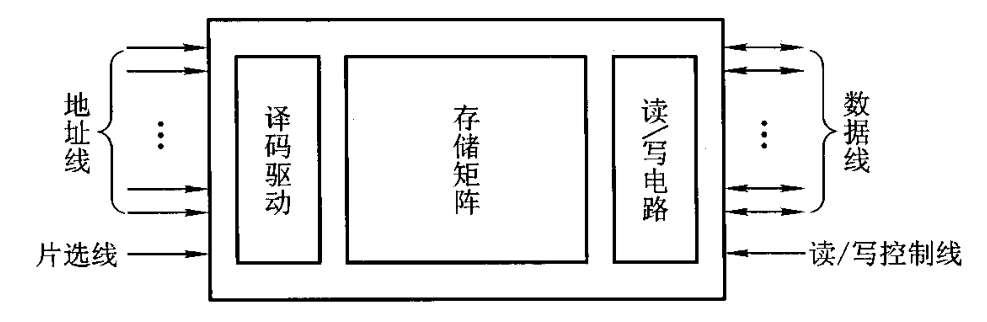 地址线
片选线
译码驱动
存储矩阵
读/写电路
数据线
读/写控制线